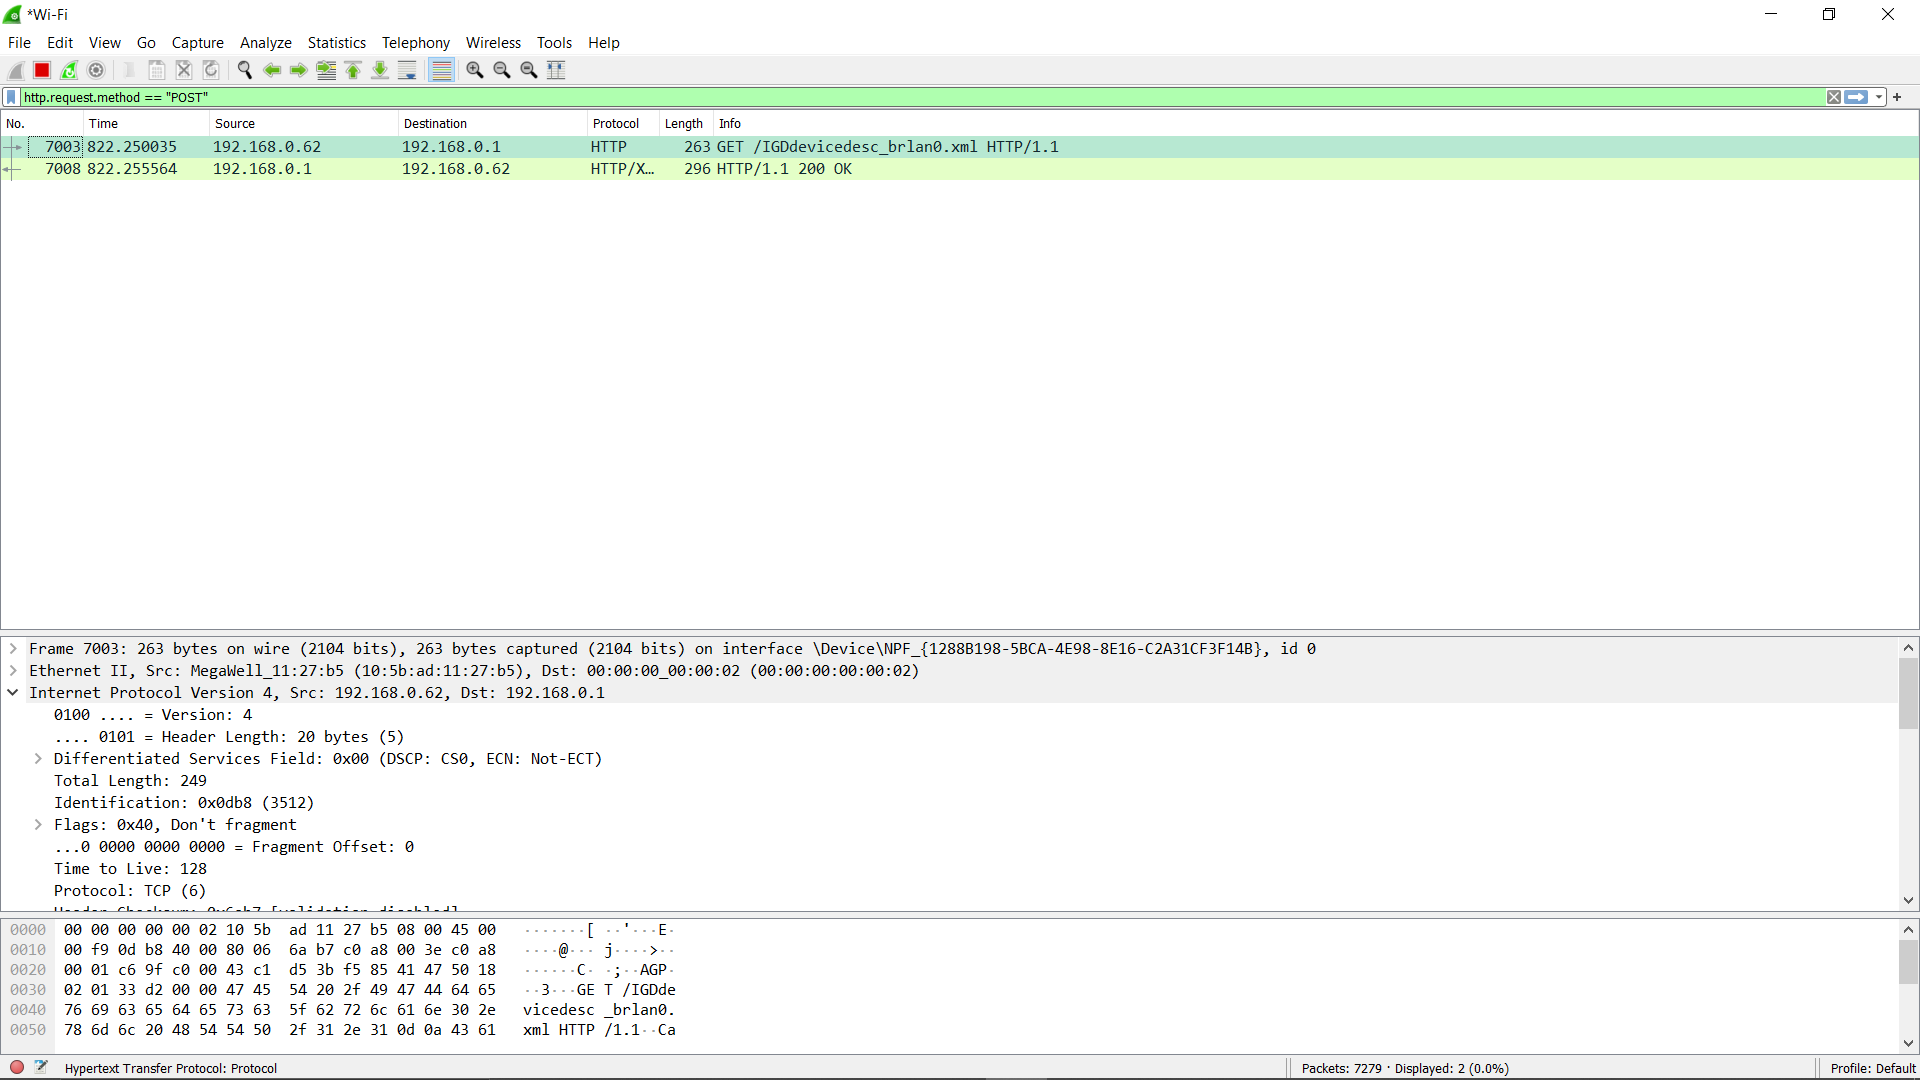 *Wi-Fi
File Edit View Go Capture Analyze Statistics Telephony Wireless Tools Help
http.request.method == "POST"
No. Time Source Destination Protocol Length Info
7003 822.250035 192.168.0.62 192.168.0.1 HTTP 263 GET /IGDdevicedesc_brlan0.xml HTTP/1.1
7008 822.255564 192.168.0.1 192.168.0.62 HTTP/X... 296 HTTP/1.1 200 OK
Frame 7003: 263 bytes on wire (2104 bits), 263 bytes captured (2104 bits) on interface \Device\NPF_{1288B198-5BCA-4E98-8E16-C2A31CF3F14B}, id 0
Ethernet II, Src: MegaWell_11:27:b5 (10:5b:ad:11:27:b5), Dst: 00:00:00_00:00:02 (00:00:00:00:00:02)
Internet Protocol Version 4, Src: 192.168.0.62, Dst: 192.168.0.1
0100 .... = Version: 4
.... 0101 = Header Length: 20 bytes (5)
Differentiated Services Field: 0x00 (DSCP: CS0, ECN: Not-ECT)
Total Length: 249
Identification: 0x0db8 (3512)
Flags: 0x40, Don't fragment
...0 0000 0000 0000 = Fragment Offset: 0
Time to Live: 128
Protocol: TCP (6)
Header Checksum: 0x6ab7 [validation disabled]
0000 00 00 00 00 00 02 10 5b ad 11 27 b5 08 00 45 00 ·······[ ··'···E·
0010 00 f9 0d b8 40 00 80 06 6a b7 c0 a8 00 3e c0 a8 ····@··· j····>··
0020 00 01 c6 9f c0 00 43 c1 d5 3b f5 85 41 47 50 18 ······C· ·;··AGP·
0030 02 01 33 d2 00 00 47 45 54 20 2f 49 47 44 64 65 ··3···GE T /IGDde
0040 76 69 63 65 64 65 73 63 5f 62 72 6c 61 6e 30 2e vicedesc _brlan0.
0050 78 6d 6c 20 48 54 54 50 2f 31 2e 31 0d 0a 43 61 xml HTTP /1.1··Ca
Hypertext Transfer Protocol: Protocol Packets: 7279 · Displayed: 2 (0.0%) Profile: Default